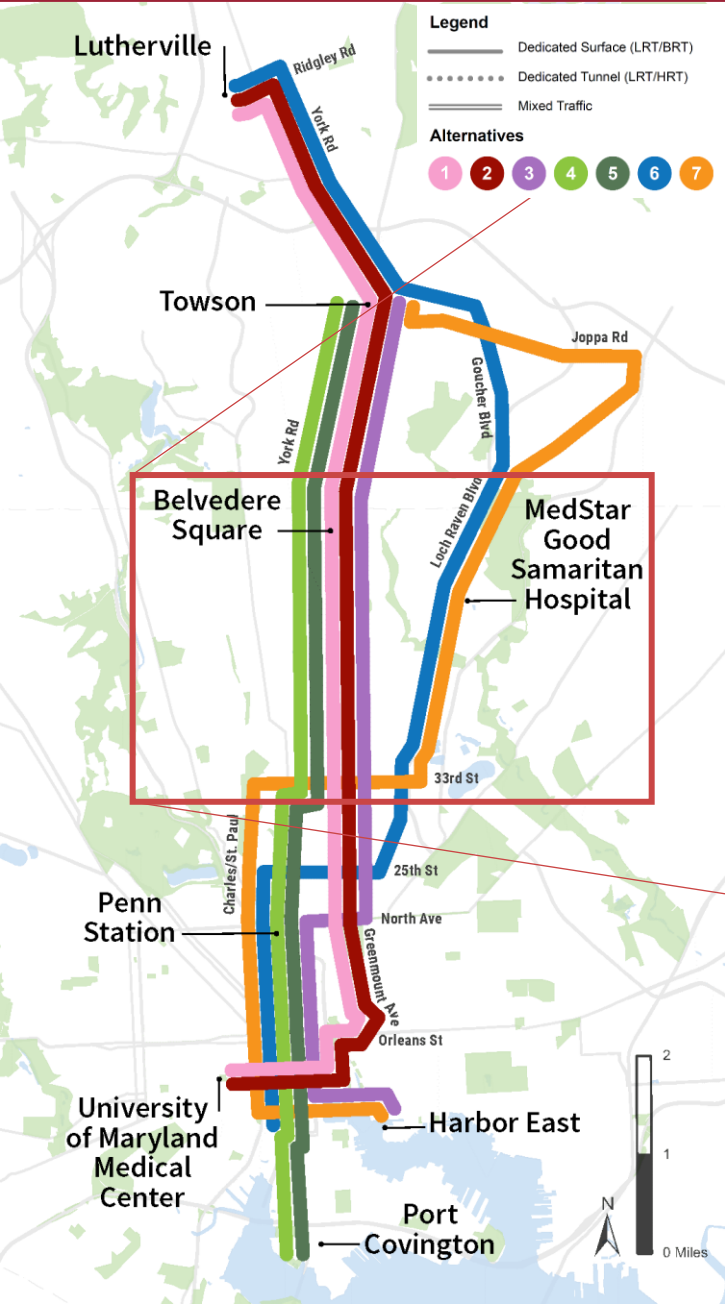 Lutherville
Legend
Dedicated Surface (LRT/BRT)
Dedicated Tunnel (LRT/HRT)
Mixed Traffic
Alternatives
1 2 3 4 5 6 7
Ridgley Rd
York Rd
Towson
Joppa Rd
Goucher Blvd
York Rd
Belvedere
Square
Loch Raven Blvd
MedStar
Good
Samaritan
Hospital
33rd St
Charles/St. Paul
25th St
Penn
Station
North Ave
Greenmount Ave
Orleans St
2
University
of Maryland
Medical
Center
Harbor East
1
N
Port
Covington
0 Miles